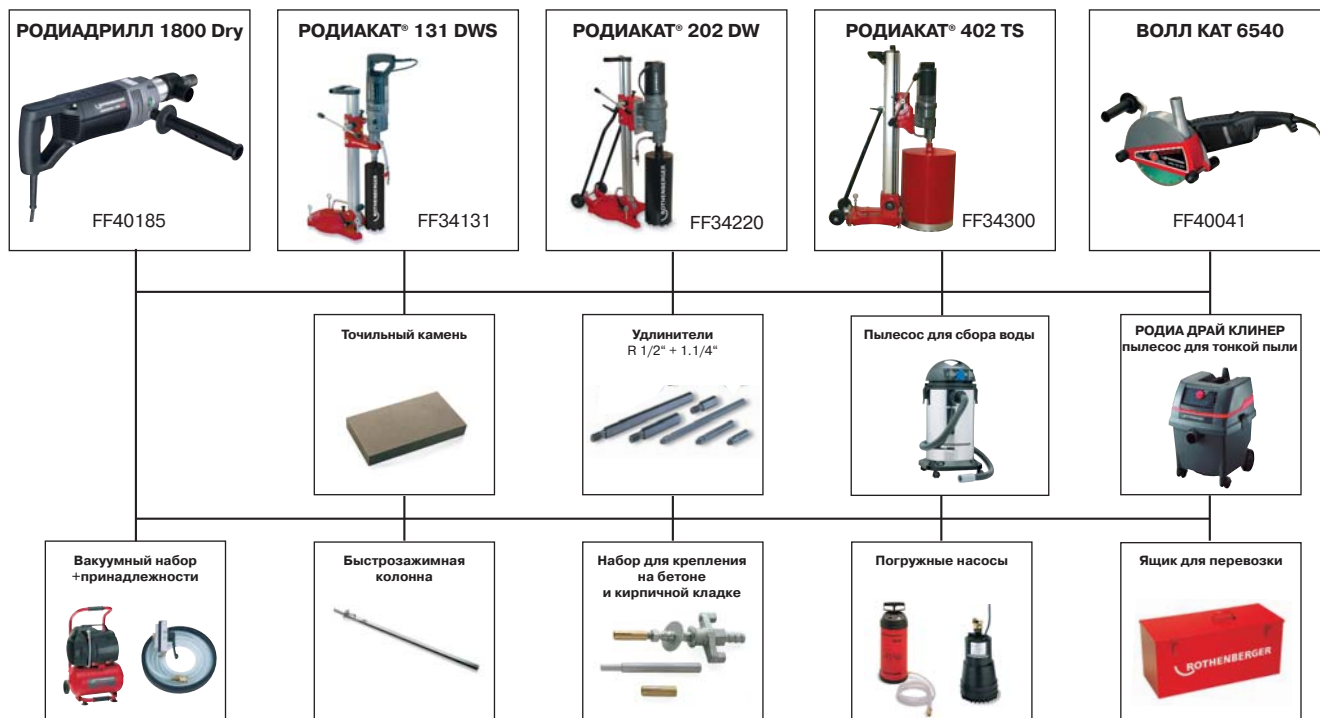 РОДИАДРИЛЛ 1800 Dry
FF40185
РОДИАКАТ® 131 DWS
ROTHENBERGER
FF34131
РОДИАКАТ® 202 DW
ROTHENBERGER
FF34220
РОДИАКАТ® 402 TS
FF34300
ВОЛЛ КАТ 6540
FF40041
Точильный камень
Удлинители
R 1/2“ + 1.1/4“
Пылесос для сбора воды
РОДИА ДРАЙ КЛИНЕР
пылесос для тонкой пыли
Вакуумный набор
+принадлежности
Быстрозажимная
колонна
Набор для крепления
на бетоне
и кирпичной кладке
Погружные насосы
Ящик для перевозки
ROTHENBERGER